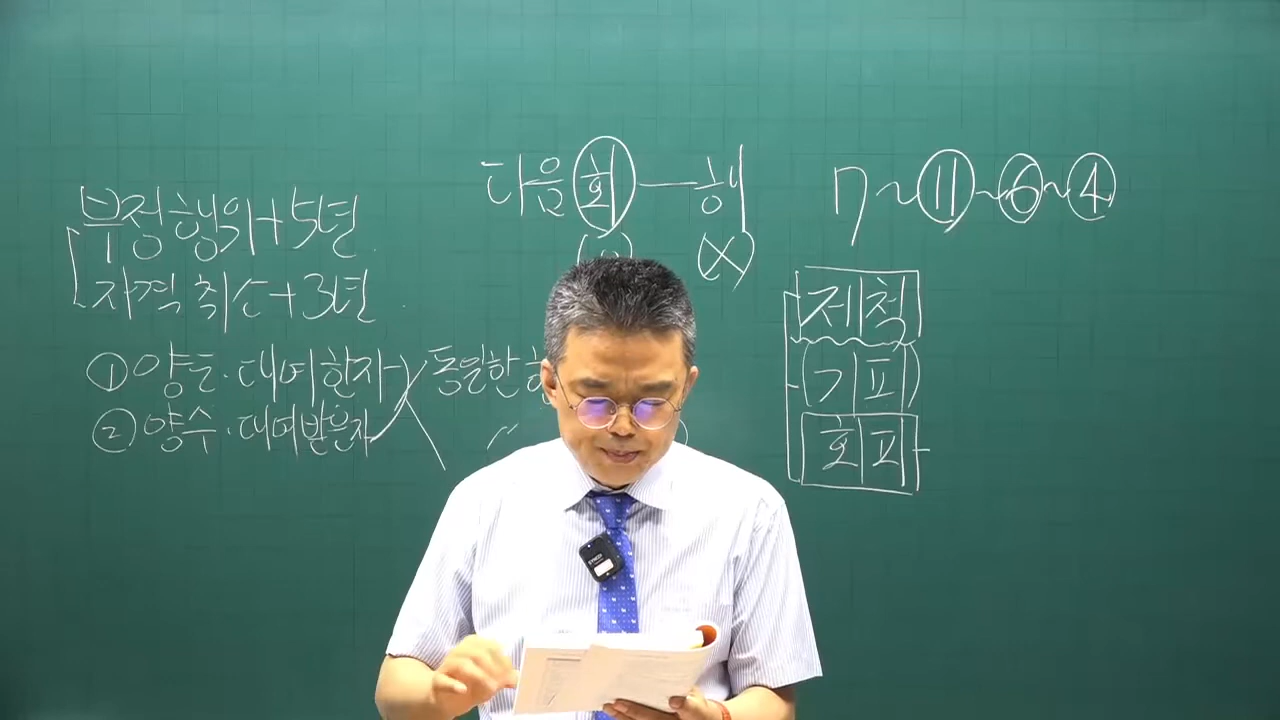 부정행위+5년
자격취소+3년
① 양도·대여한자
② 양수·대여받은자
동일한
다음 회 — 해
(X)
7~⑪~⑥~④
제척
(기피)
회피